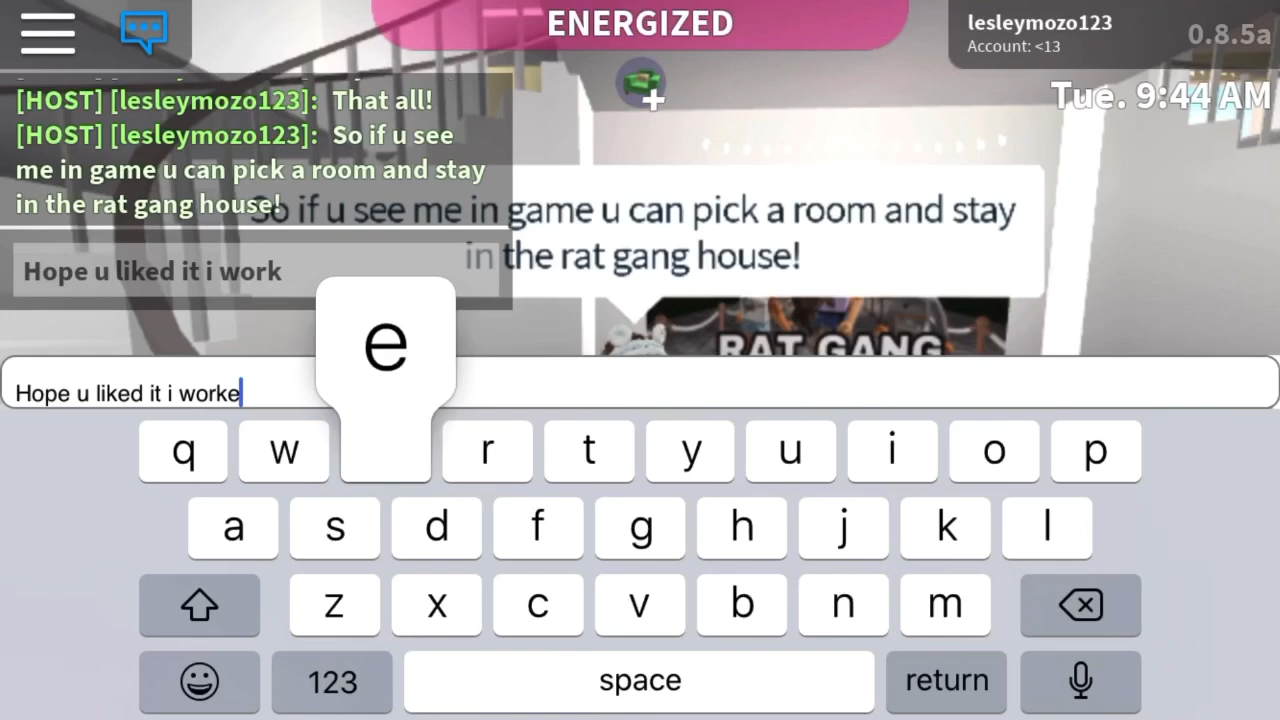 ENERGIZED
lesleymozo123
Account: <13
0.8.5a
Tue. 9:44 AM
[HOST] [lesleymozo123]: That all!
[HOST] [lesleymozo123]: So if u see
me in game u can pick a room and stay
in the rat gang house!
So if u see me in game u can pick a room and stay
in the rat gang house!
Hope u liked it i work
RAT GANG
Hope u liked it i worke
e
q w r t y u i o p
a s d f g h j k l
z x c v b n m
123 space return